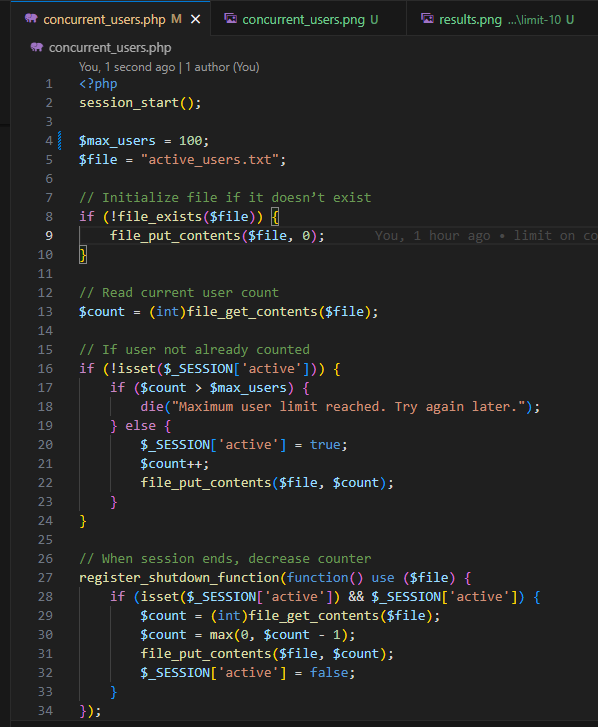 concurrent_users.php M × concurrent_users.png U results.png ...\limit-10 U
concurrent_users.php
You, 1 second ago | 1 author (You)
1 <?php
2 session_start();
3
4 $max_users = 100;
5 $file = "active_users.txt";
6
7 // Initialize file if it doesn’t exist
8 if (!file_exists($file)) {
9 file_put_contents($file, 0); You, 1 hour ago • limit on co
10 }
11
12 // Read current user count
13 $count = (int)file_get_contents($file);
14
15 // If user not already counted
16 if (!isset($_SESSION['active'])) {
17 if ($count > $max_users) {
18 die("Maximum user limit reached. Try again later.");
19 } else {
20 $_SESSION['active'] = true;
21 $count++;
22 file_put_contents($file, $count);
23 }
24 }
25
26 // When session ends, decrease counter
27 register_shutdown_function(function() use ($file) {
28 if (isset($_SESSION['active']) && $_SESSION['active']) {
29 $count = (int)file_get_contents($file);
30 $count = max(0, $count - 1);
31 file_put_contents($file, $count);
32 $_SESSION['active'] = false;
33 }
34 });